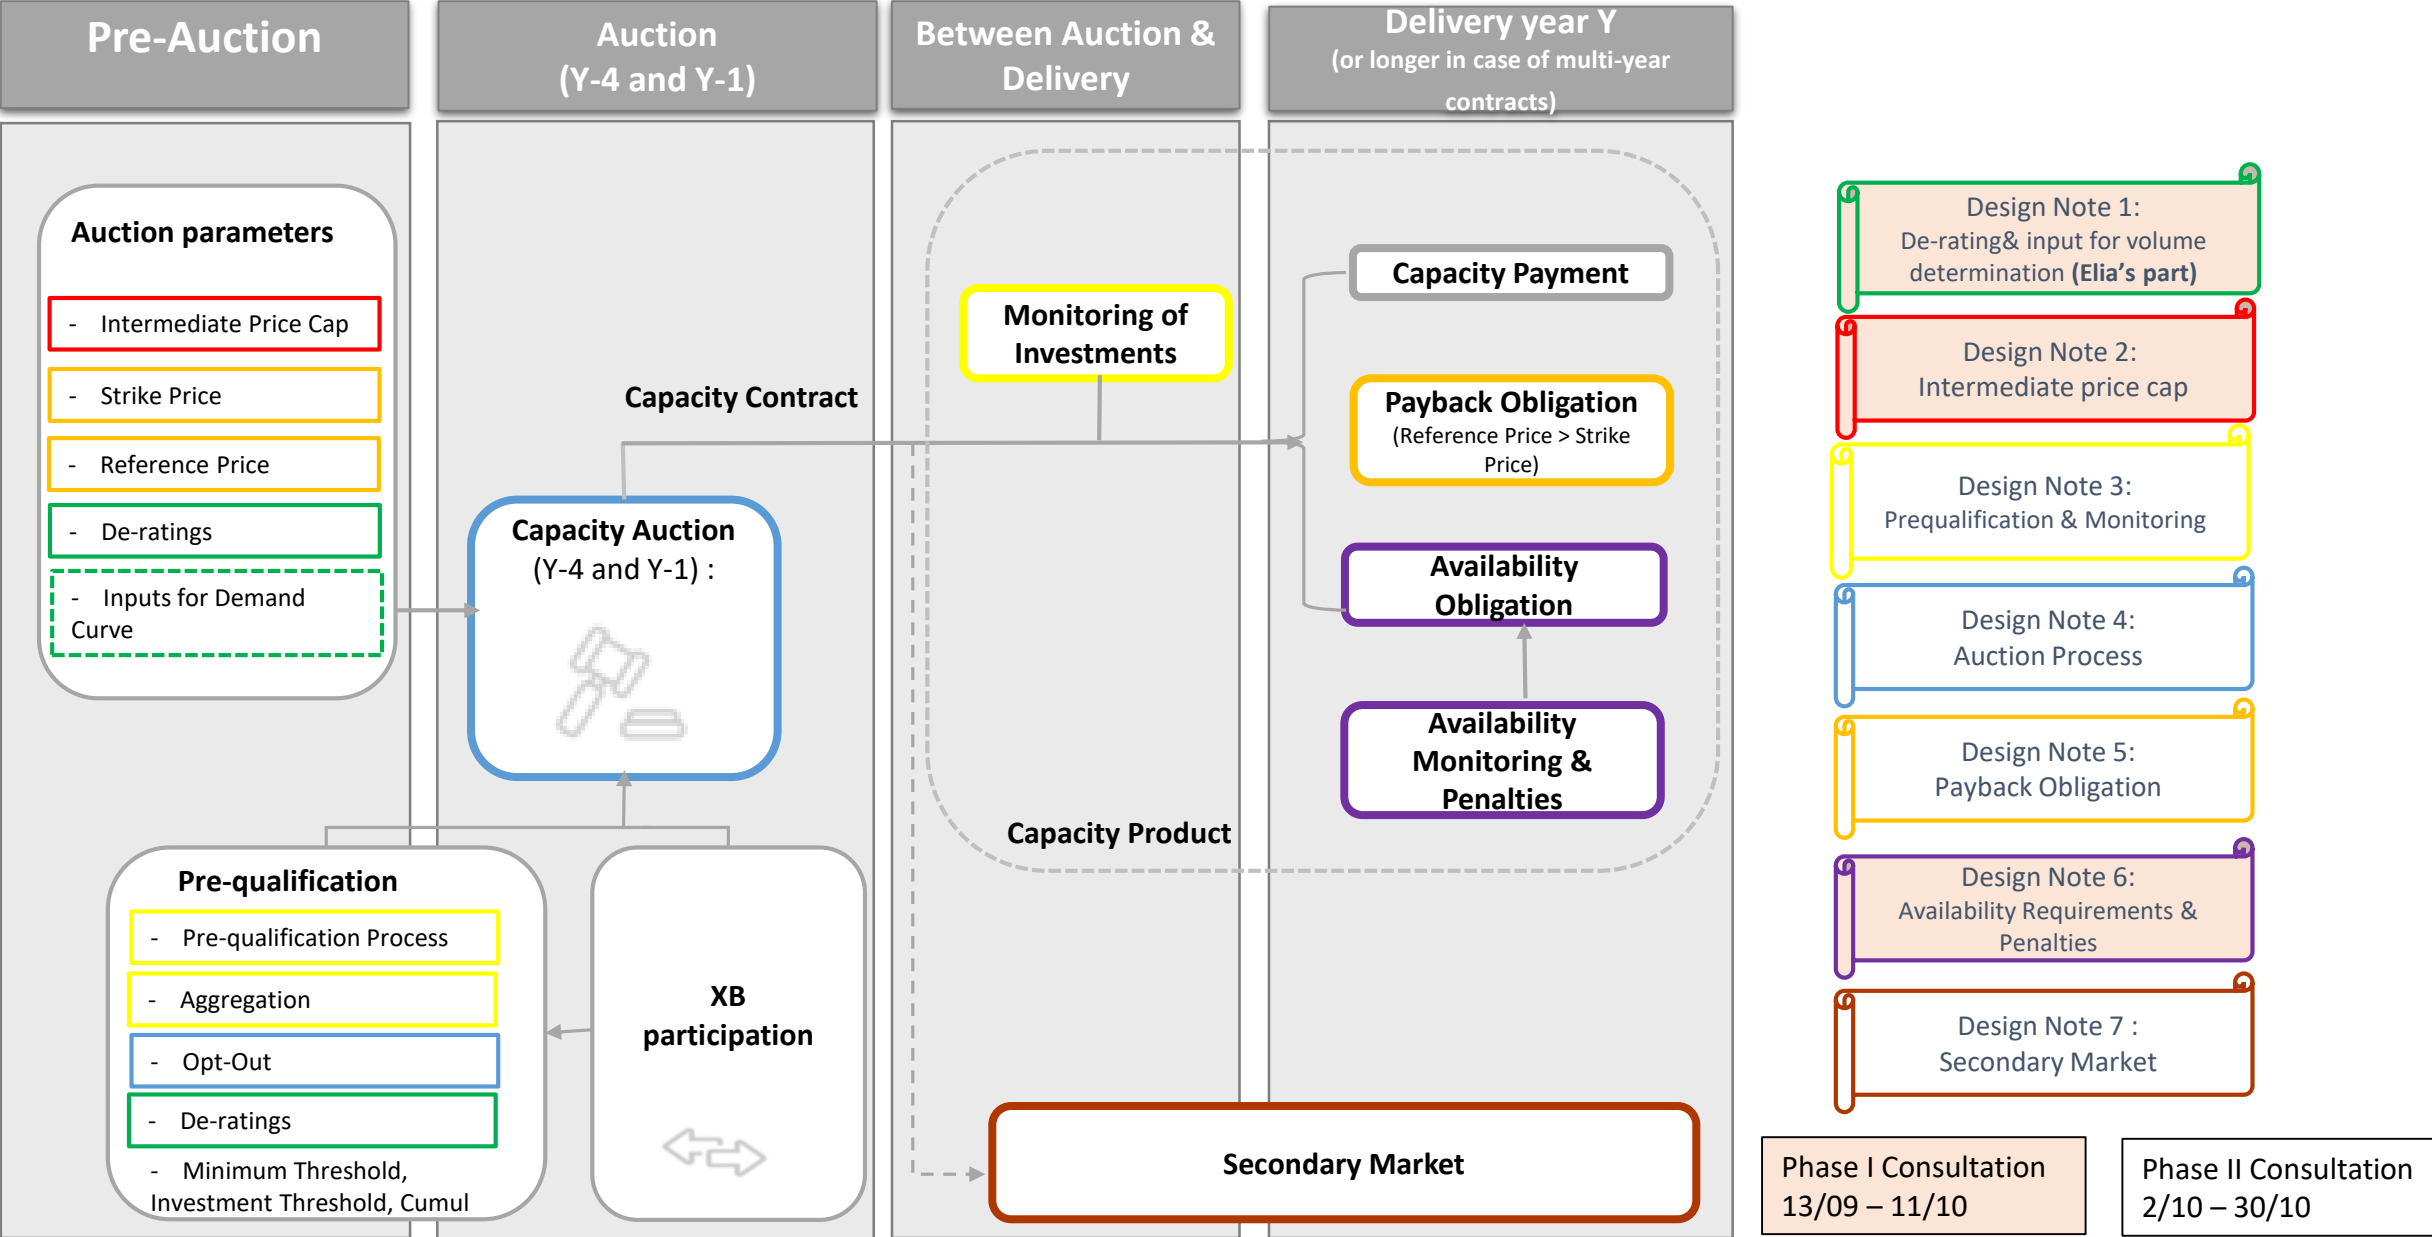 Pre-Auction
Auction
(Y-4 and Y-1)
Between Auction &
Delivery
Delivery year Y
(or longer in case of multi-year
contracts)
Auction parameters
- Intermediate Price Cap
- Strike Price
- Reference Price
- De-ratings
- Inputs for Demand
Curve
Capacity Auction
(Y-4 and Y-1) :
Capacity Contract
Pre-qualification
- Pre-qualification Process
- Aggregation
- Opt-Out
- De-ratings
- Minimum Threshold,
Investment Threshold, Cumul
XB
participation
Monitoring of
Investments
Capacity Product
Capacity Payment
Payback Obligation
(Reference Price > Strike
Price)
Availability
Obligation
Availability
Monitoring &
Penalties
Secondary Market
Design Note 1:
De-rating& input for volume
determination (Elia's part)
Design Note 2:
Intermediate price cap
Design Note 3:
Prequalification & Monitoring
Design Note 4:
Auction Process
Design Note 5:
Payback Obligation
Design Note 6:
Availability Requirements &
Penalties
Design Note 7 :
Secondary Market
Phase I Consultation
13/09 – 11/10
Phase II Consultation
2/10 – 30/10